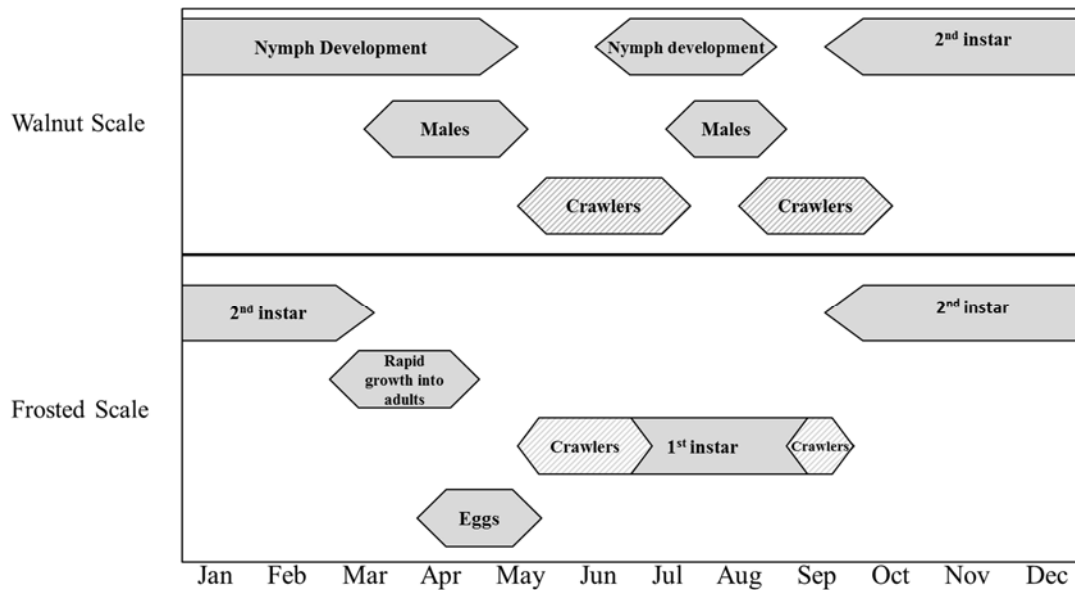 Nymph Development
Nymph development
2nd instar
Walnut Scale
Males
Males
Crawlers
Crawlers
2nd instar
2nd instar
Rapid
growth into
adults
Frosted Scale
Crawlers
1st instar
Crawlers
Eggs
Jan Feb Mar Apr May Jun Jul Aug Sep Oct Nov Dec